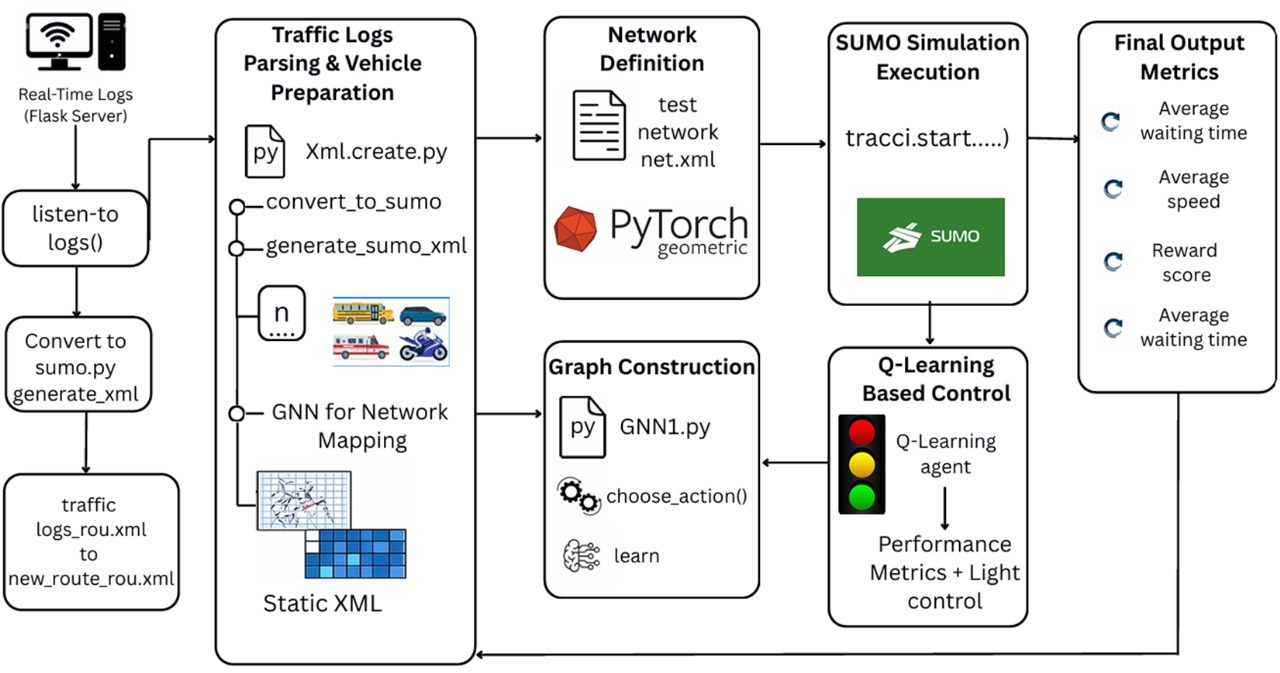 Real-Time Logs
(Flask Server)
listen-to
logs()
Convert to
sumo.py
generate_xml
traffic
logs_rou.xml
to
new_route_rou.xml
Traffic Logs
Parsing & Vehicle
Preparation
py
Xml.create.py
convert_to_sumo
generate_sumo_xml
n
....
GNN for Network
Mapping
Static XML
Network
Definition
test
network
net.xml
PyTorch
geometric
Graph Construction
py
GNN1.py
choose_action()
learn
SUMO Simulation
Execution
tracci.start.....)
SUMO
Q-Learning
Based Control
Q-Learning
agent
Performance
Metrics + Light
control
Final Output
Metrics
Average
waiting time
Average
speed
Reward
score
Average
waiting time